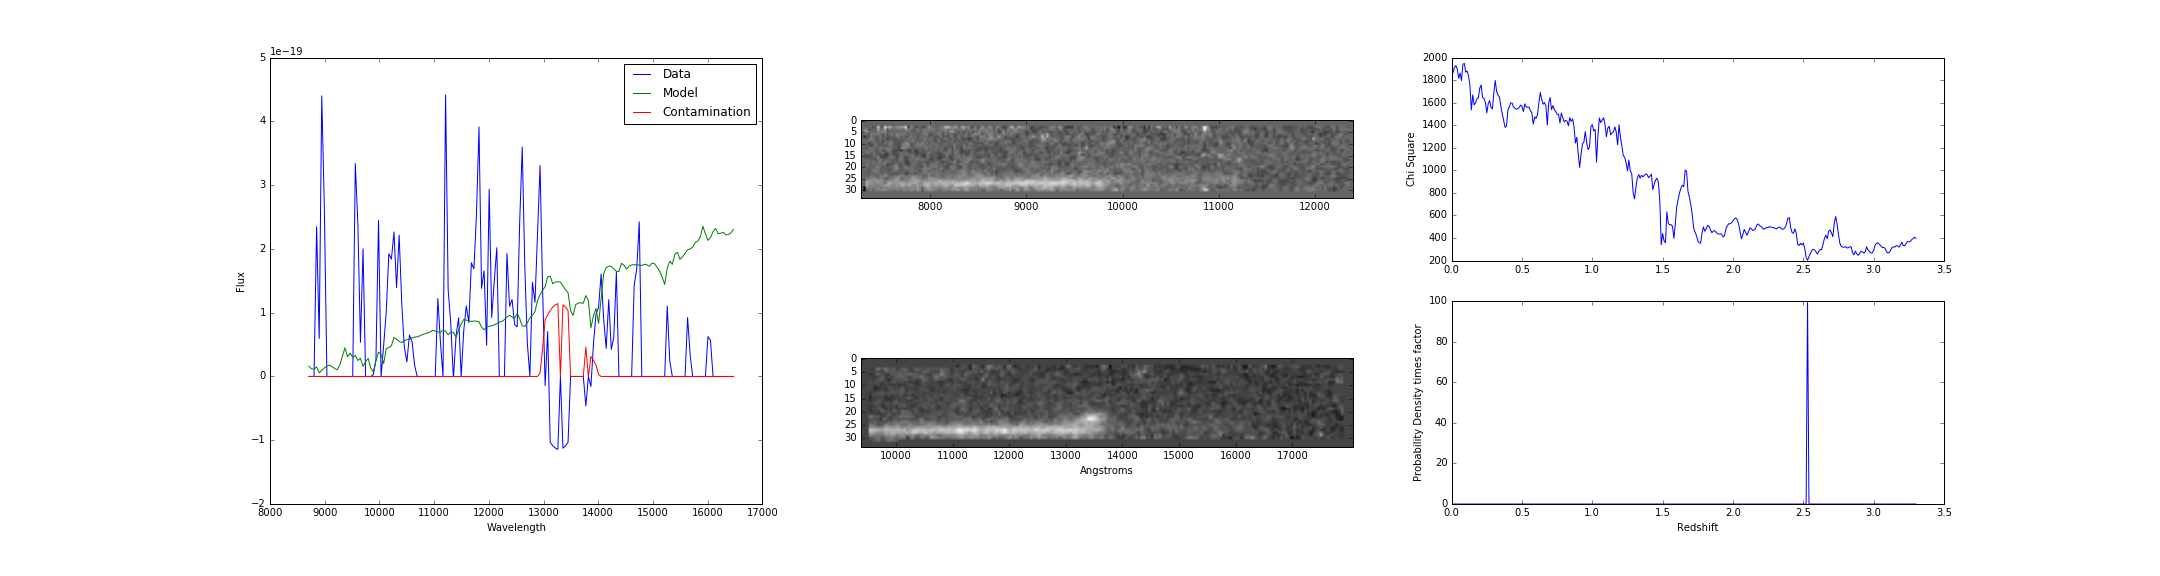 1e−19
5
4
3
2
1
0
−1
−2
Flux
8000 9000 10000 11000 12000 13000 14000 15000 16000 17000
Wavelength
Data
Model
Contamination
0
5
10
15
20
25
30
8000 9000 10000 11000 12000
0
5
10
15
20
25
30
10000 11000 12000 13000 14000 15000 16000 17000
Angstroms
2000
1800
1600
1400
1200
1000
800
600
400
200
Chi Square
0.0 0.5 1.0 1.5 2.0 2.5 3.0 3.5
100
80
60
40
20
0
Probability Density times factor
0.0 0.5 1.0 1.5 2.0 2.5 3.0 3.5
Redshift